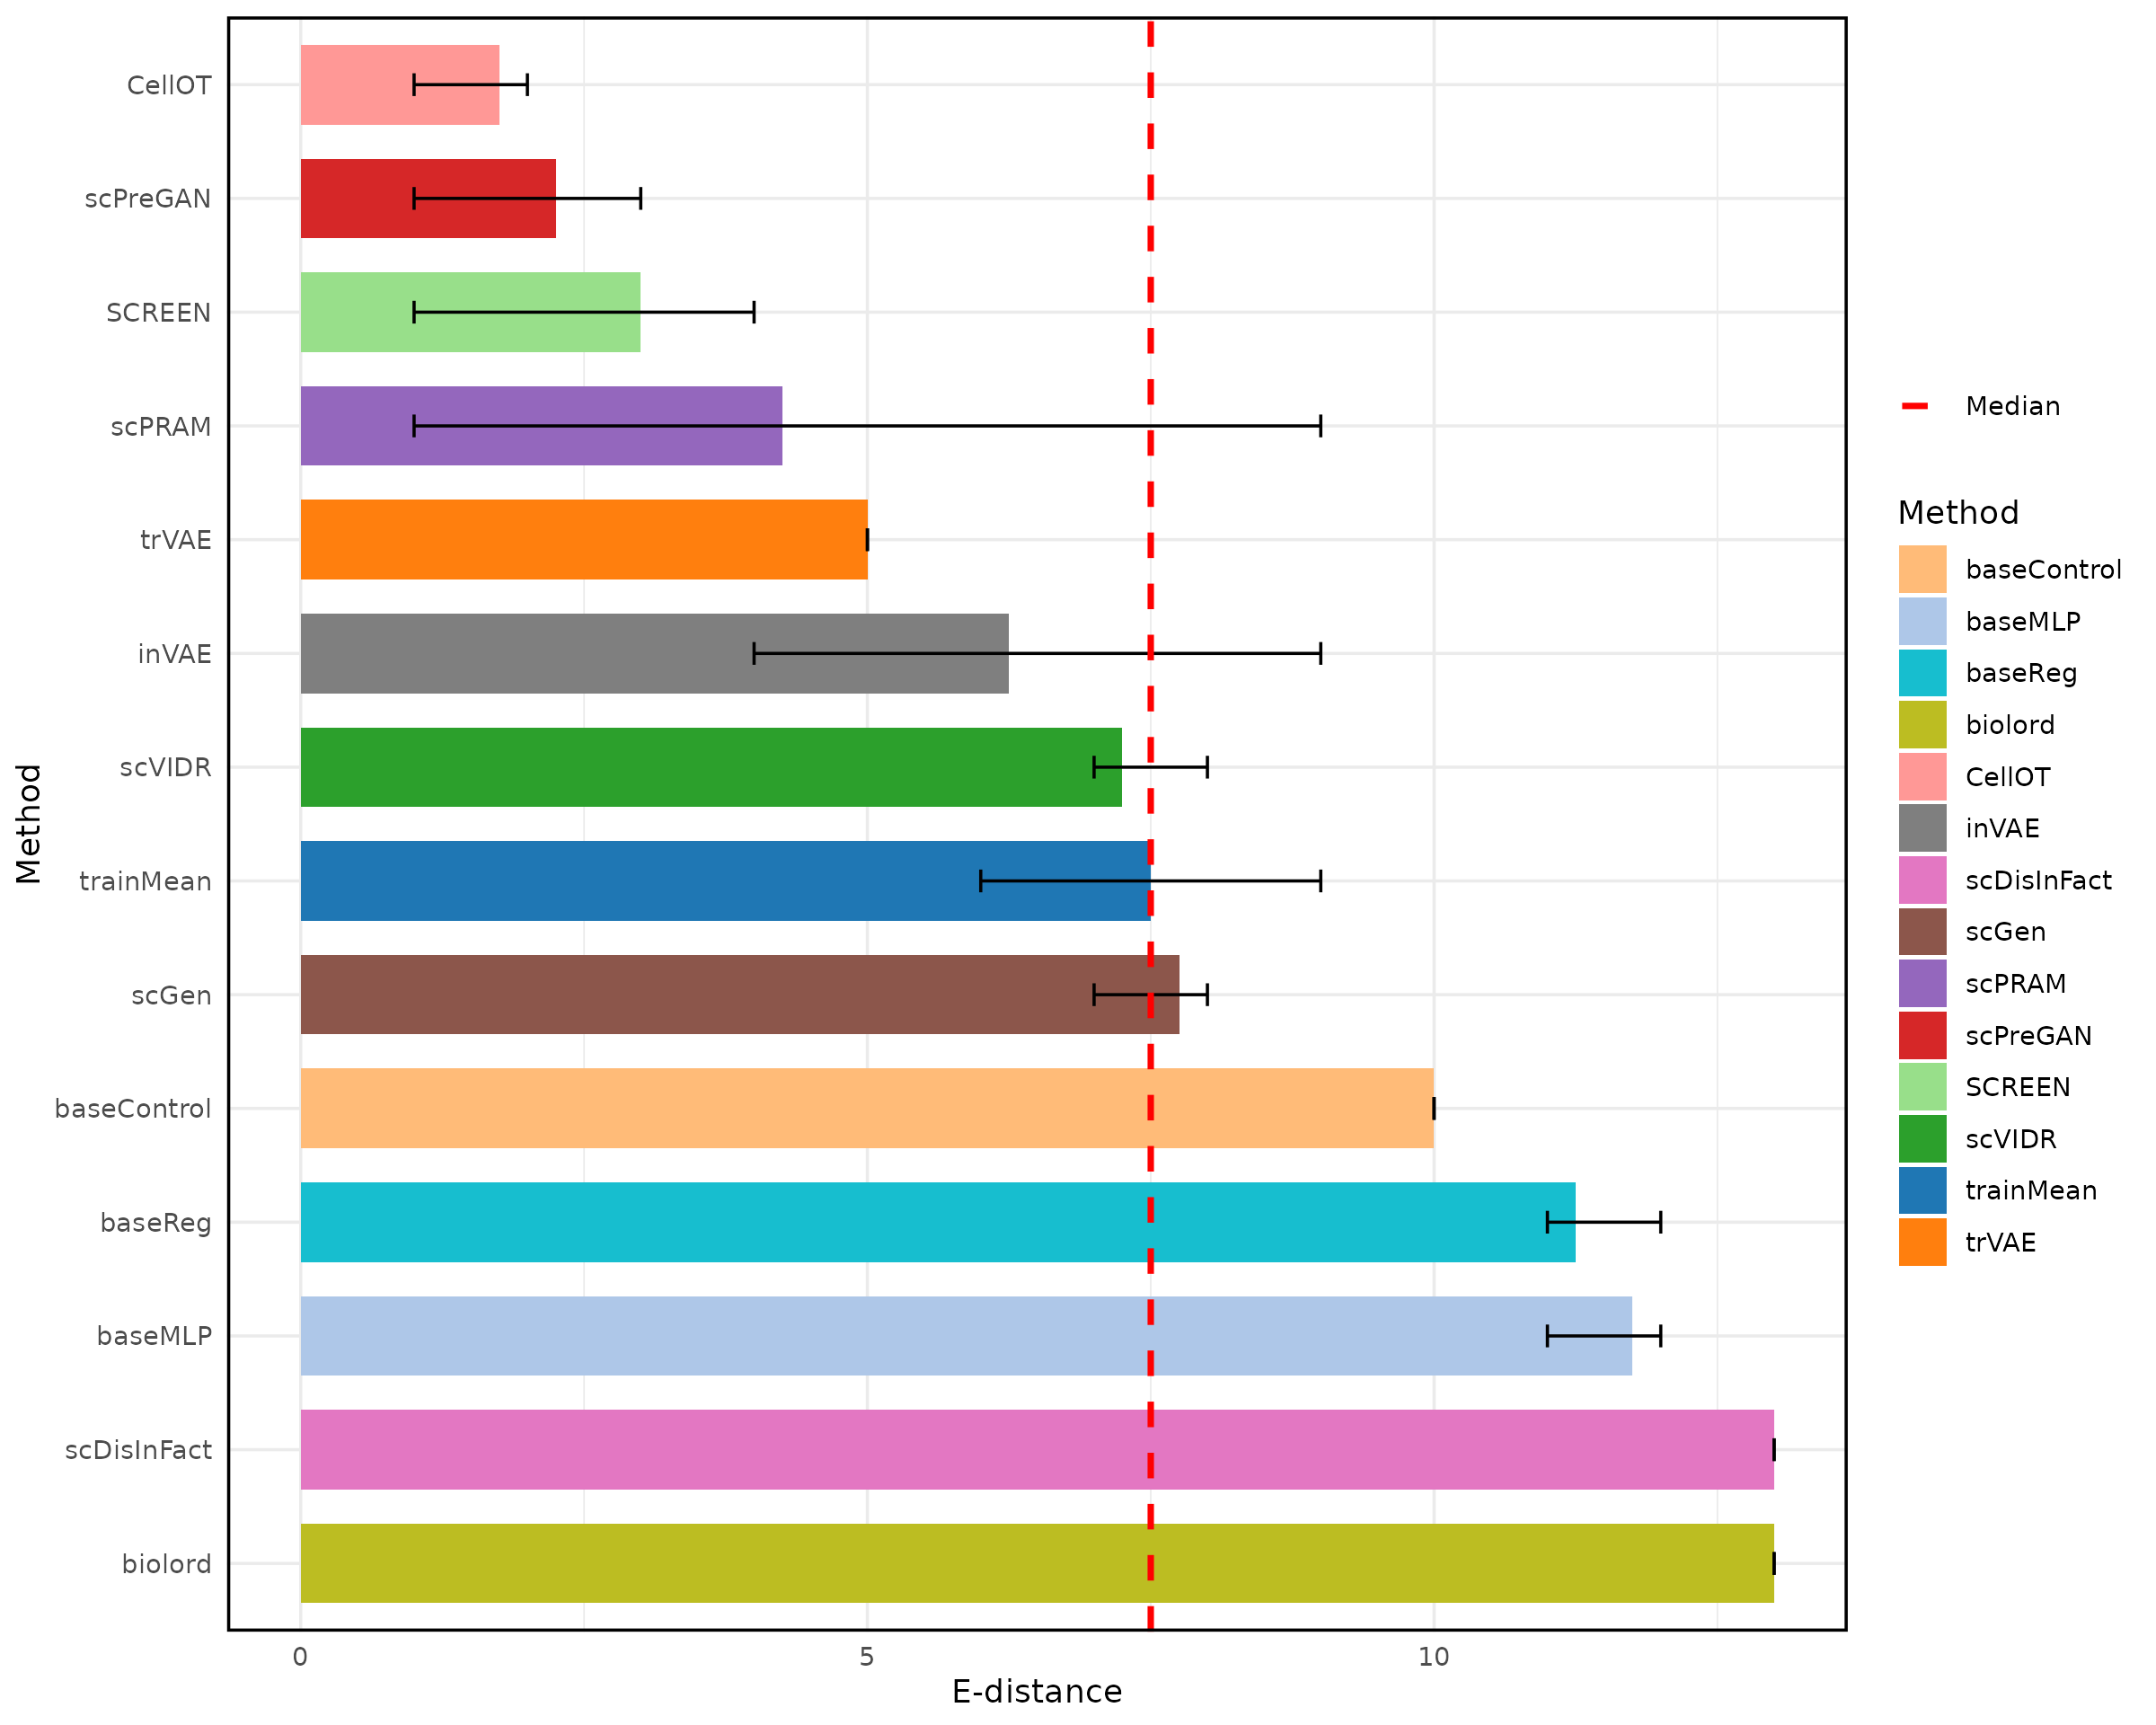 Method
CellOT
scPreGAN
SCREEN
scPRAM
trVAE
inVAE
scVIDR
trainMean
scGen
baseControl
baseReg
baseMLP
scDisInFact
biolord
0 5 10
E-distance
Median
Method
baseControl
baseMLP
baseReg
biolord
CellOT
inVAE
scDisInFact
scGen
scPRAM
scPreGAN
SCREEN
scVIDR
trainMean
trVAE